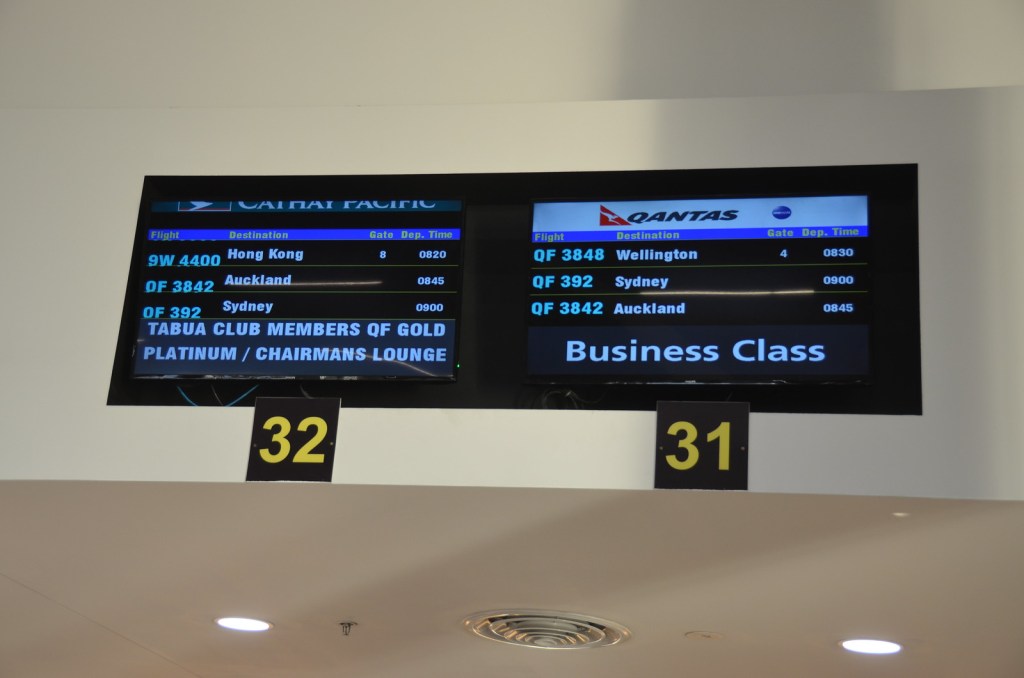 CATHAY PACIFIC
Flight Destination Gate Dep. Time
9W 4400 Hong Kong 8 0820
QF 3842 Auckland 0845
QF 392 Sydney 0900
TABUA CLUB MEMBERS QF GOLD
PLATINUM / CHAIRMANS LOUNGE
32
QANTAS
Flight Destination Gate Dep. Time
QF 3848 Wellington 4 0830
QF 392 Sydney 0900
QF 3842 Auckland 0845
Business Class
31